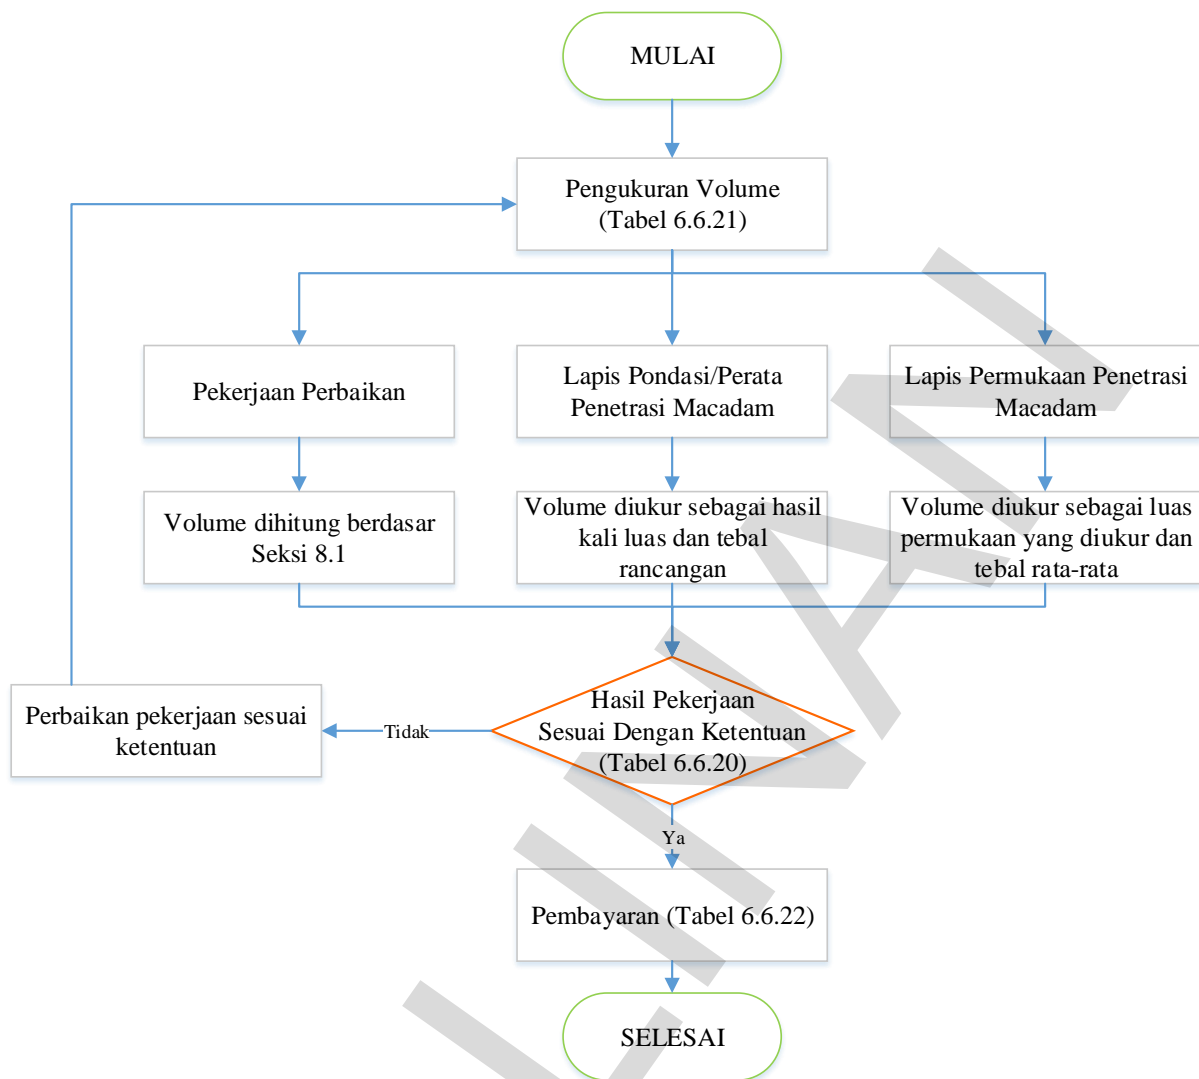 MULAI
Pengukuran Volume
(Tabel 6.6.21)
Pekerjaan Perbaikan
Lapis Pondasi/Perata
Penetrasi Macadam
Lapis Permukaan Penetrasi
Macadam
Volume dihitung berdasar
Seksi 8.1
Volume diukur sebagai hasil
kali luas dan tebal
rancangan
Volume diukur sebagai luas
permukaan yang diukur dan
tebal rata-rata
Perbaikan pekerjaan sesuai
ketentuan
Tidak
Hasil Pekerjaan
Sesuai Dengan Ketentuan
(Tabel 6.6.20)
Ya
Pembayaran (Tabel 6.6.22)
SELESAI